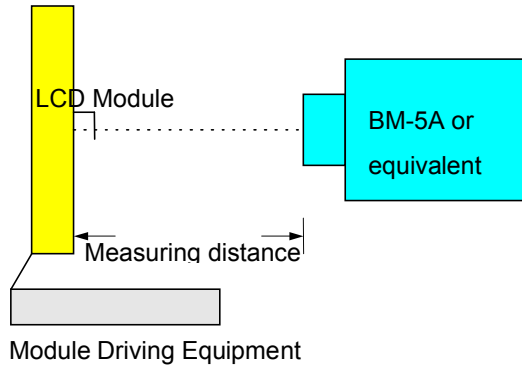 LCD Module
BM-5A or
equivalent
Measuring distance
Module Driving Equipment